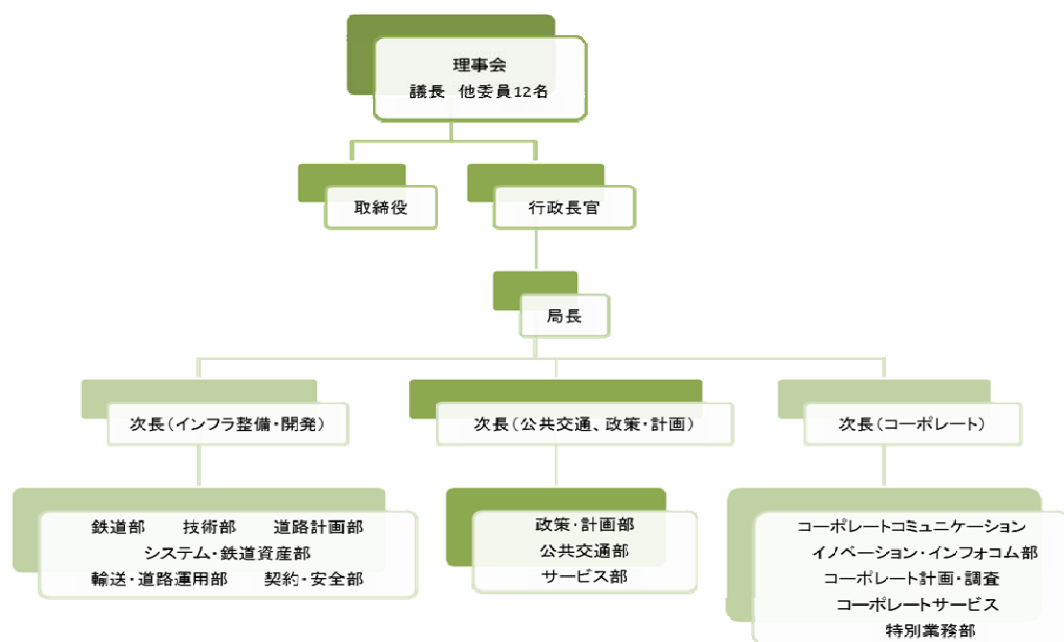 理事会
議長　他委員12名
取締役
行政長官
局長
次長（インフラ整備・開発）
次長（公共交通、政策・計画）
次長（コーポレート）
鉄道部　技術部　道路計画部
システム・鉄道資産部
輸送・道路運用部　契約・安全部
政策・計画部
公共交通部
サービス部
コーポレートコミュニケーション
イノベーション・インフォコム部
コーポレート計画・調査
コーポレートサービス
特別業務部